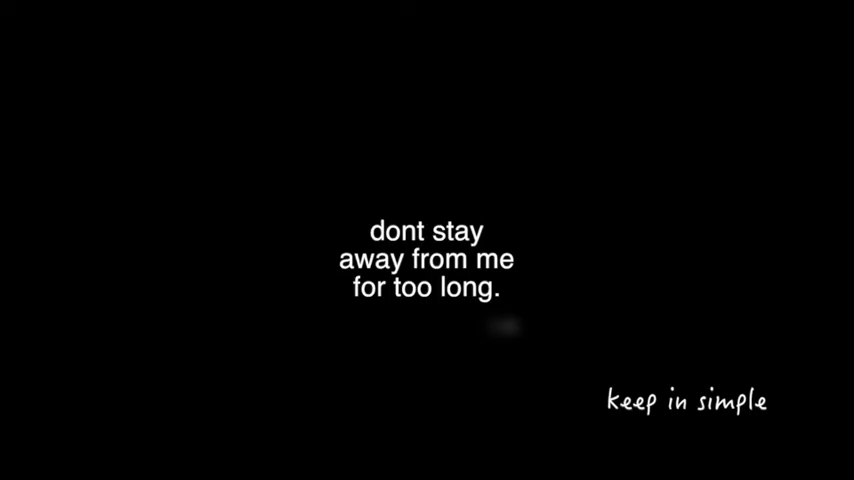 dont stay
away from me
for too long.
keep in simple